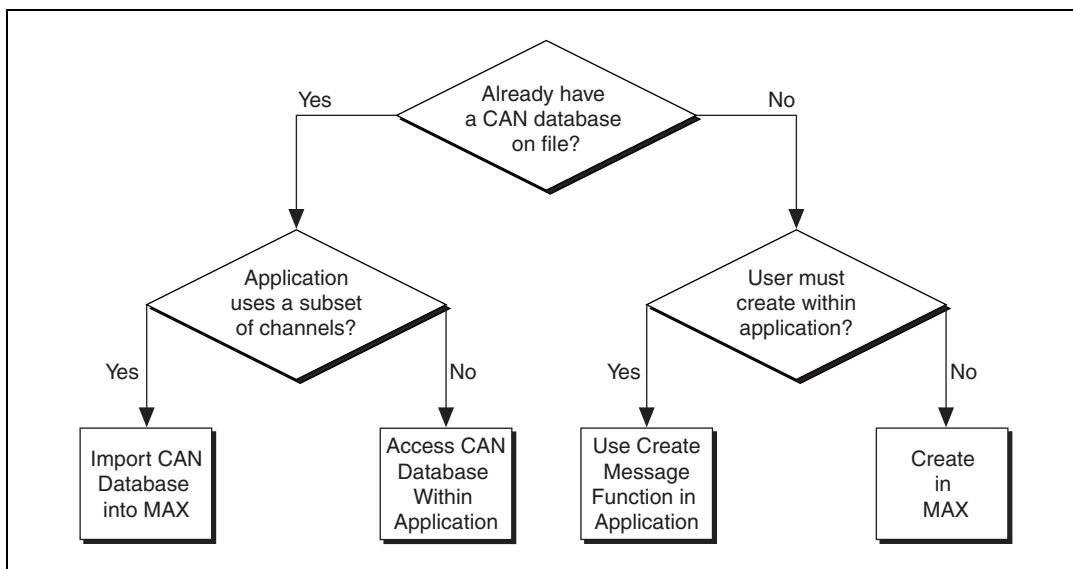 Already have
a CAN database
on file?
Yes
No
Application
uses a subset
of channels?
User must
create within
application?
Yes
No
Yes
No
Import CAN
Database
into MAX
Access CAN
Database
Within
Application
Use Create
Message
Function in
Application
Create
in
MAX